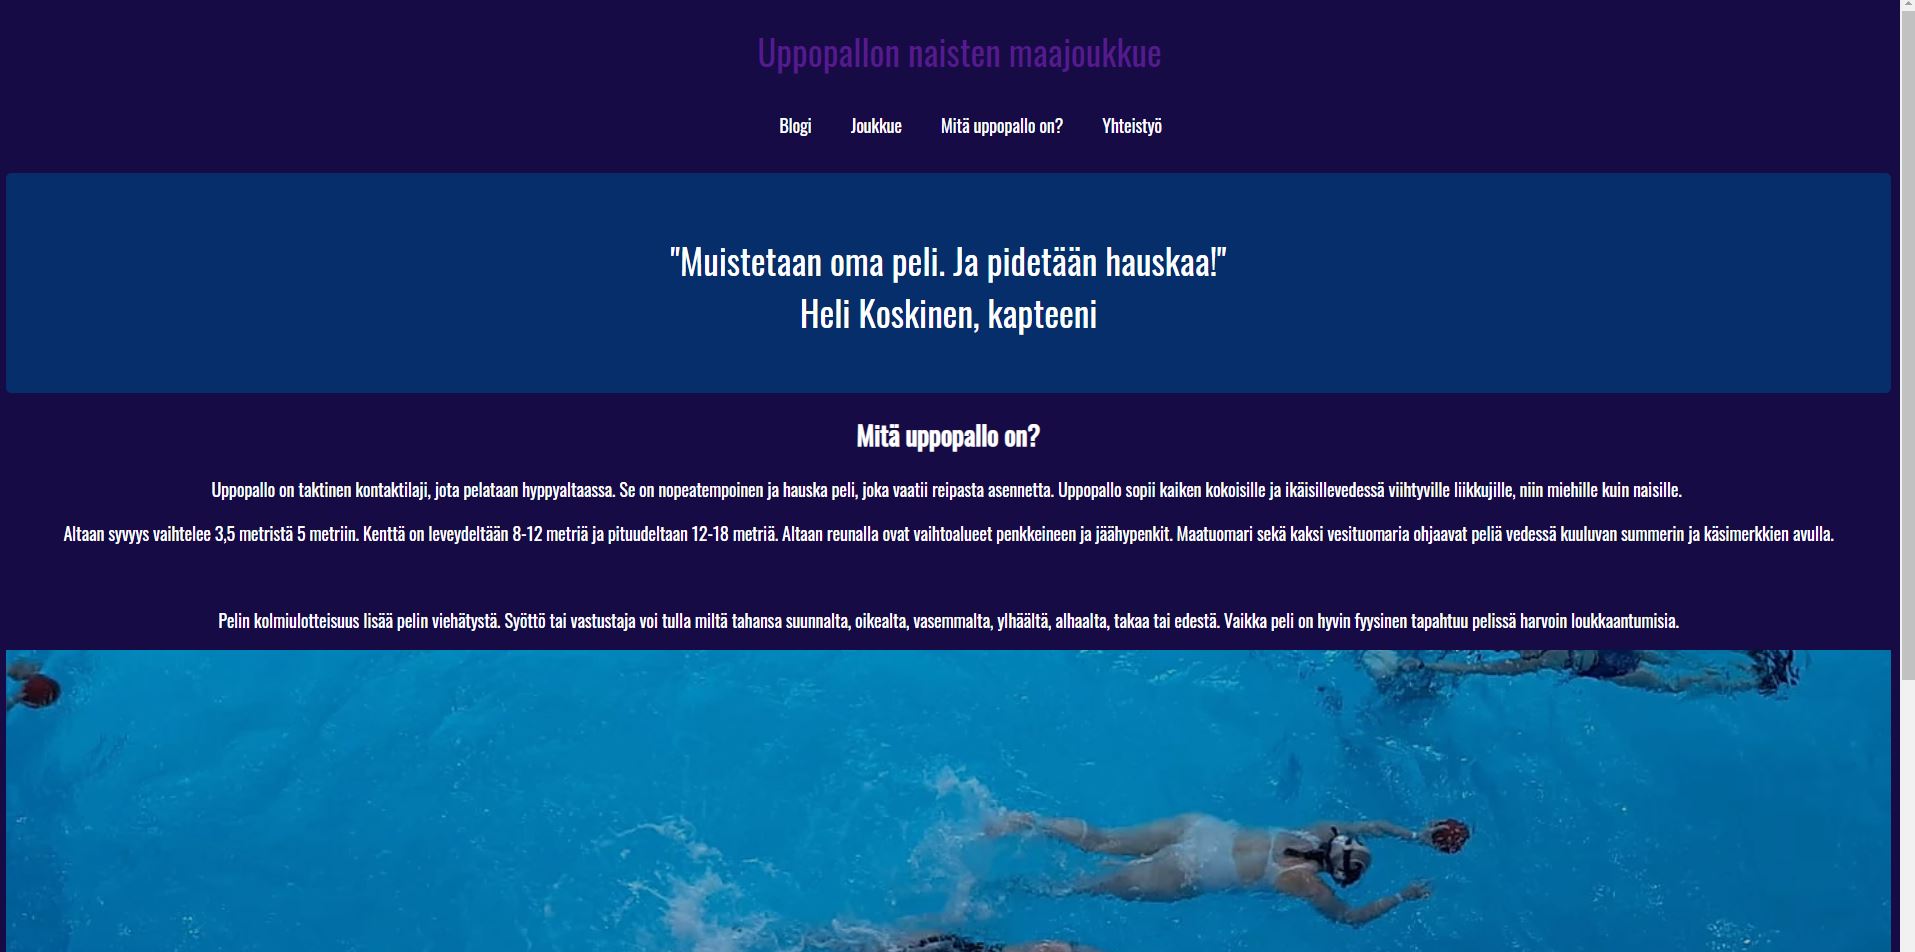 Uppopallon naisten maajoukkue
Blogi Joukkue Mitä uppopallo on? Yhteistyö
"Muistetaan oma peli. Ja pidetään hauskaa!"
Heli Koskinen, kapteeni
Mitä uppopallo on?
Uppopallo on taktinen kontaktilaji, jota pelataan hyppyaltaassa. Se on nopeatempoinen ja hauska peli, joka vaatii reipasta asennetta. Uppopallo sopii kaiken kokoisille ja ikäisillevedessä viihtyville liikkujille, niin miehille kuin naisille.
Altaan syvyys vaihtelee 3,5 metristä 5 metriin. Kenttä on leveydeltään 8-12 metriä ja pituudeltaan 12-18 metriä. Altaan reunalla ovat vaihtoalueet penkkeineen ja jäähypenkit. Maatuomari sekä kaksi vesituomaria ohjaavat peliä vedessä kuuluvan summerin ja käsimerkkien avulla.
Pelin kolmiulotteisuus lisää pelin viehätystä. Syöttö tai vastustaja voi tulla miltä tahansa suunnalta, oikealta, vasemmalta, ylhäältä, alhaalta, takaa tai edestä. Vaikka peli on hyvin fyysinen tapahtuu pelissä harvoin loukkaantumisia.